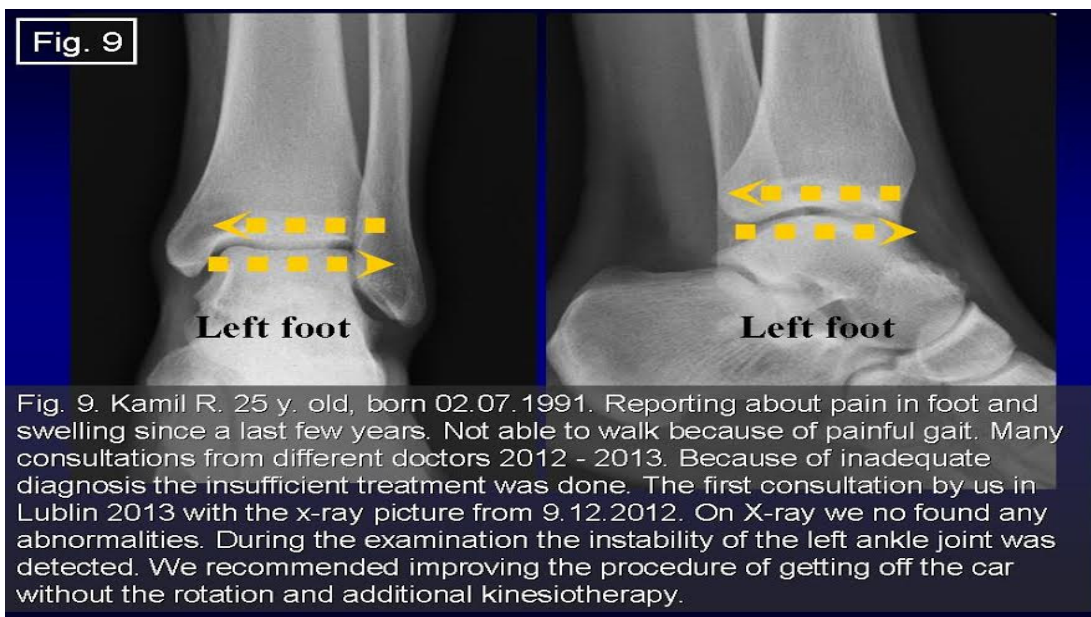 Fig. 9
Left foot
Left foot
Fig. 9. Kamil R. 25 y. old, born 02.07.1991. Reporting about pain in foot and
swelling since a last few years. Not able to walk because of painful gait. Many
consultations from different doctors 2012 - 2013. Because of inadequate
diagnosis the insufficient treatment was done. The first consultation by us in
Lublin 2013 with the x-ray picture from 9.12.2012. On X-ray we no found any
abnormalities. During the examination the instability of the left ankle joint was
detected. We recommended improving the procedure of getting off the car
without the rotation and additional kinesiotherapy.